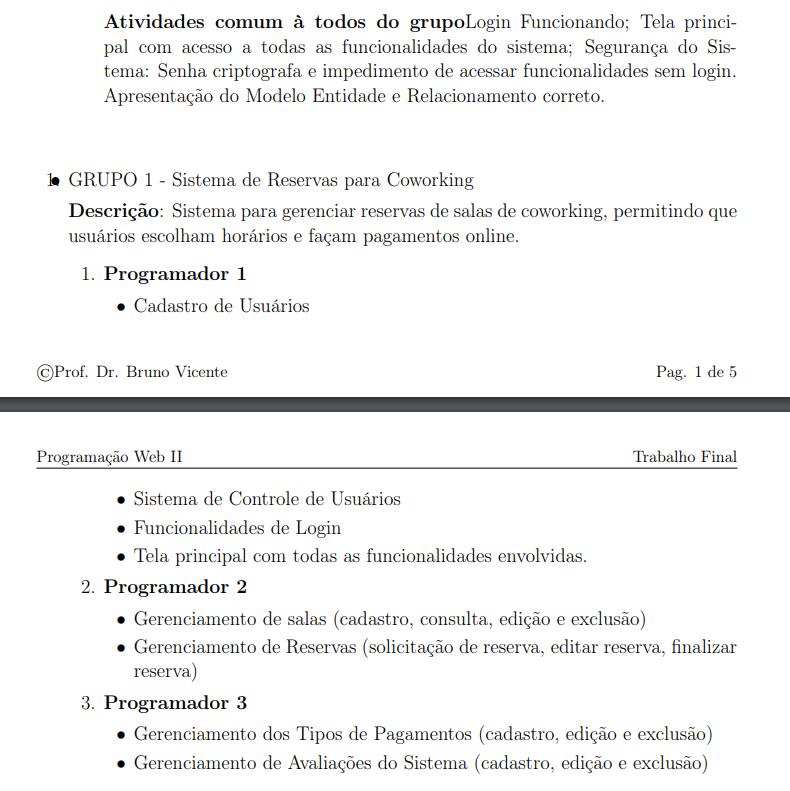 Atividades comum à todos do grupoLogin Funcionando; Tela princi-
pal com acesso a todas as funcionalidades do sistema; Segurança do Sis-
tema: Senha criptografa e impedimento de acessar funcionalidades sem login.
Apresentação do Modelo Entidade e Relacionamento correto.
1. • GRUPO 1 - Sistema de Reservas para Coworking
Descrição: Sistema para gerenciar reservas de salas de coworking, permitindo que
usuários escolham horários e façam pagamentos online.
1. Programador 1
• Cadastro de Usuários
©Prof. Dr. Bruno Vicente Pag. 1 de 5
Programação Web II Trabalho Final
• Sistema de Controle de Usuários
• Funcionalidades de Login
• Tela principal com todas as funcionalidades envolvidas.
2. Programador 2
• Gerenciamento de salas (cadastro, consulta, edição e exclusão)
• Gerenciamento de Reservas (solicitação de reserva, editar reserva, finalizar
reserva)
3. Programador 3
• Gerenciamento dos Tipos de Pagamentos (cadastro, edição e exclusão)
• Gerenciamento de Avaliações do Sistema (cadastro, edição e exclusão)